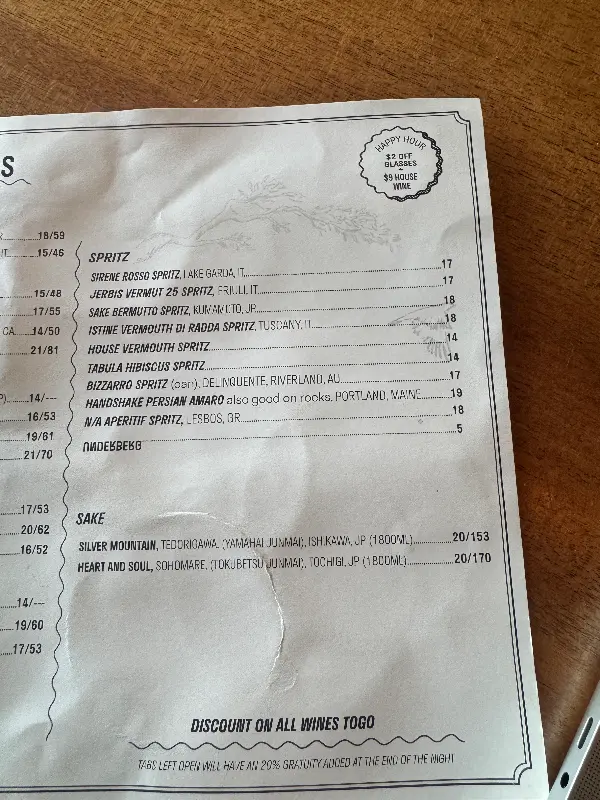 S
HAPPY HOUR
$2 OFF
GLASSES
+
$9 HOUSE
WINE
18/59
15/46
15/48
17/55
CA......14/50
21/81
14/---
16/53
19/61
21/70
17/53
20/62
16/52
14/---
19/60
17/53
SPRITZ
SIRENE ROSSO SPRITZ, LAKE GARDA, IT 17
JERBIS VERMUT 25 SPRITZ, FRIULI, IT 17
SAKE BERMUTTO SPRITZ, KUMAMOTO, JP 18
ISTINE VERMOUTH DI RADDA SPRITZ, TUSCANY, IT 18
HOUSE VERMOUTH SPRITZ 14
TABULA HIBISCUS SPRITZ 14
BIZZARRO SPRITZ (can), DELINQUENTE, RIVERLAND, AU 17
HANDSHAKE PERSIAN AMARO also good on rocks, PORTLAND, MAINE 19
N/A APERITIF SPRITZ, LESBOS, GR 18
UNDERBERG 5
SAKE
SILVER MOUNTAIN, TEDORIGAWA, (YAMAHAI JUNMAI), ISHIKAWA, JP (1800ML) 20/153
HEART AND SOUL, SOHOMARE, (TOKUBETSU JUNMAI), TOCHIGI, JP (1800ML) 20/170
DISCOUNT ON ALL WINES TOGO
TABS LEFT OPEN WILL HAVE AN 20% GRATUITY ADDED AT THE END OF THE NIGHT